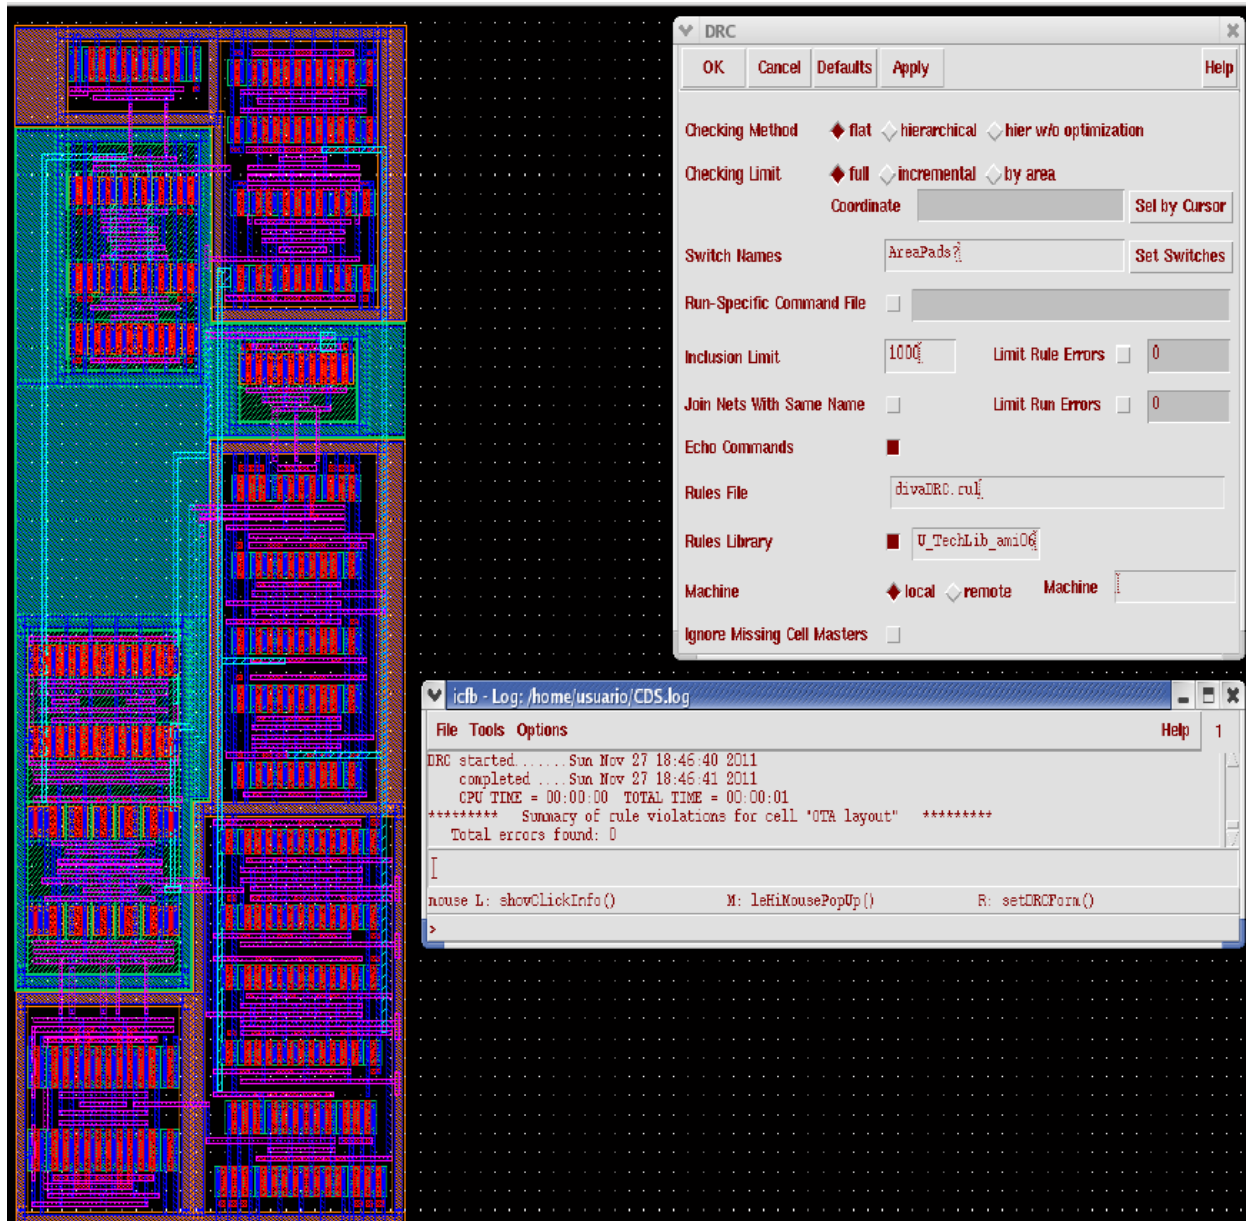 DRC
OK Cancel Defaults Apply Help
Checking Method flat hierarchical hier w/o optimization
Checking Limit full incremental by area
Coordinate Sel by Cursor
Switch Names AreaPads? Set Switches
Run-Specific Command File
Inclusion Limit 1000 Limit Rule Errors 0
Join Nets With Same Name Limit Run Errors 0
Echo Commands
Rules File divaDRC.rul
Rules Library U_TechLib_ami06
Machine local remote Machine
Ignore Missing Cell Masters
icfb - Log: /home/usuario/CDS.log
File Tools Options Help 1
DRC started.......Sun Nov 27 18:46:40 2011
completed ....Sun Nov 27 18:46:41 2011
CPU TIME = 00:00:00 TOTAL TIME = 00:00:01
********* Summary of rule violations for cell "OTA layout" *********
Total errors found: 0
mouse L: showClickInfo() M: leHiMousePopUp() R: setDRCForm()
>